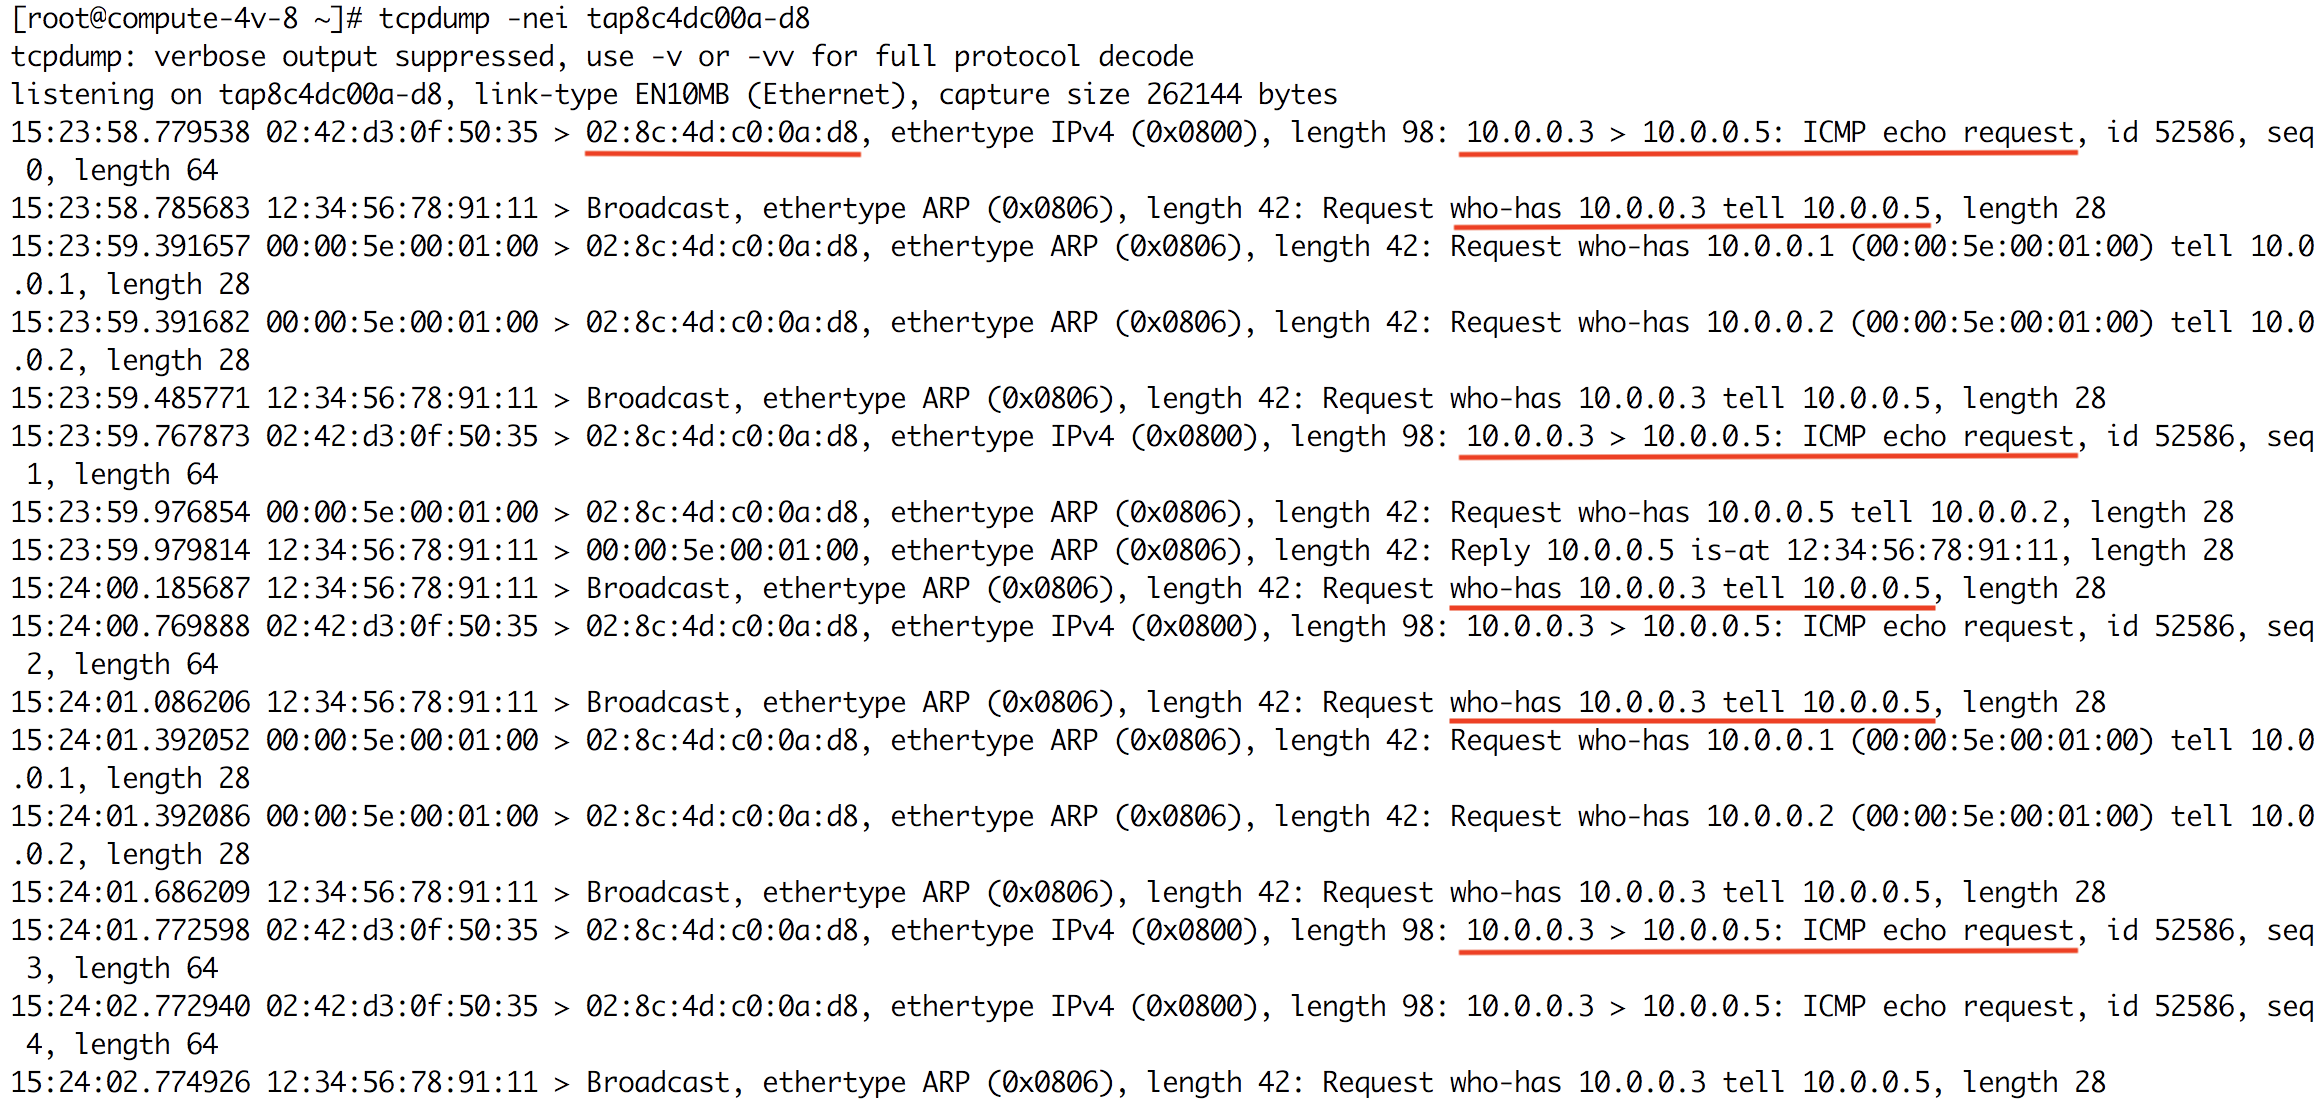 [root@compute-4v-8 ~]# tcpdump -nei tap8c4dc00a-d8
tcpdump: verbose output suppressed, use -v or -vv for full protocol decode
listening on tap8c4dc00a-d8, link-type EN10MB (Ethernet), capture size 262144 bytes
15:23:58.779538 02:42:d3:0f:50:35 > 02:8c:4d:c0:0a:d8, ethertype IPv4 (0x0800), length 98: 10.0.0.3 > 10.0.0.5: ICMP echo request, id 52586, seq
 0, length 64
15:23:58.785683 12:34:56:78:91:11 > Broadcast, ethertype ARP (0x0806), length 42: Request who-has 10.0.0.3 tell 10.0.0.5, length 28
15:23:59.391657 00:00:5e:00:01:00 > 02:8c:4d:c0:0a:d8, ethertype ARP (0x0806), length 42: Request who-has 10.0.0.1 (00:00:5e:00:01:00) tell 10.0
.0.1, length 28
15:23:59.391682 00:00:5e:00:01:00 > 02:8c:4d:c0:0a:d8, ethertype ARP (0x0806), length 42: Request who-has 10.0.0.2 (00:00:5e:00:01:00) tell 10.0
.0.2, length 28
15:23:59.485771 12:34:56:78:91:11 > Broadcast, ethertype ARP (0x0806), length 42: Request who-has 10.0.0.3 tell 10.0.0.5, length 28
15:23:59.767873 02:42:d3:0f:50:35 > 02:8c:4d:c0:0a:d8, ethertype IPv4 (0x0800), length 98: 10.0.0.3 > 10.0.0.5: ICMP echo request, id 52586, seq
 1, length 64
15:23:59.976854 00:00:5e:00:01:00 > 02:8c:4d:c0:0a:d8, ethertype ARP (0x0806), length 42: Request who-has 10.0.0.5 tell 10.0.0.2, length 28
15:23:59.979814 12:34:56:78:91:11 > 00:00:5e:00:01:00, ethertype ARP (0x0806), length 42: Reply 10.0.0.5 is-at 12:34:56:78:91:11, length 28
15:24:00.185687 12:34:56:78:91:11 > Broadcast, ethertype ARP (0x0806), length 42: Request who-has 10.0.0.3 tell 10.0.0.5, length 28
15:24:00.769888 02:42:d3:0f:50:35 > 02:8c:4d:c0:0a:d8, ethertype IPv4 (0x0800), length 98: 10.0.0.3 > 10.0.0.5: ICMP echo request, id 52586, seq
 2, length 64
15:24:01.086206 12:34:56:78:91:11 > Broadcast, ethertype ARP (0x0806), length 42: Request who-has 10.0.0.3 tell 10.0.0.5, length 28
15:24:01.392052 00:00:5e:00:01:00 > 02:8c:4d:c0:0a:d8, ethertype ARP (0x0806), length 42: Request who-has 10.0.0.1 (00:00:5e:00:01:00) tell 10.0
.0.1, length 28
15:24:01.392086 00:00:5e:00:01:00 > 02:8c:4d:c0:0a:d8, ethertype ARP (0x0806), length 42: Request who-has 10.0.0.2 (00:00:5e:00:01:00) tell 10.0
.0.2, length 28
15:24:01.686209 12:34:56:78:91:11 > Broadcast, ethertype ARP (0x0806), length 42: Request who-has 10.0.0.3 tell 10.0.0.5, length 28
15:24:01.772598 02:42:d3:0f:50:35 > 02:8c:4d:c0:0a:d8, ethertype IPv4 (0x0800), length 98: 10.0.0.3 > 10.0.0.5: ICMP echo request, id 52586, seq
 3, length 64
15:24:02.772940 02:42:d3:0f:50:35 > 02:8c:4d:c0:0a:d8, ethertype IPv4 (0x0800), length 98: 10.0.0.3 > 10.0.0.5: ICMP echo request, id 52586, seq
 4, length 64
15:24:02.774926 12:34:56:78:91:11 > Broadcast, ethertype ARP (0x0806), length 42: Request who-has 10.0.0.3 tell 10.0.0.5, length 28